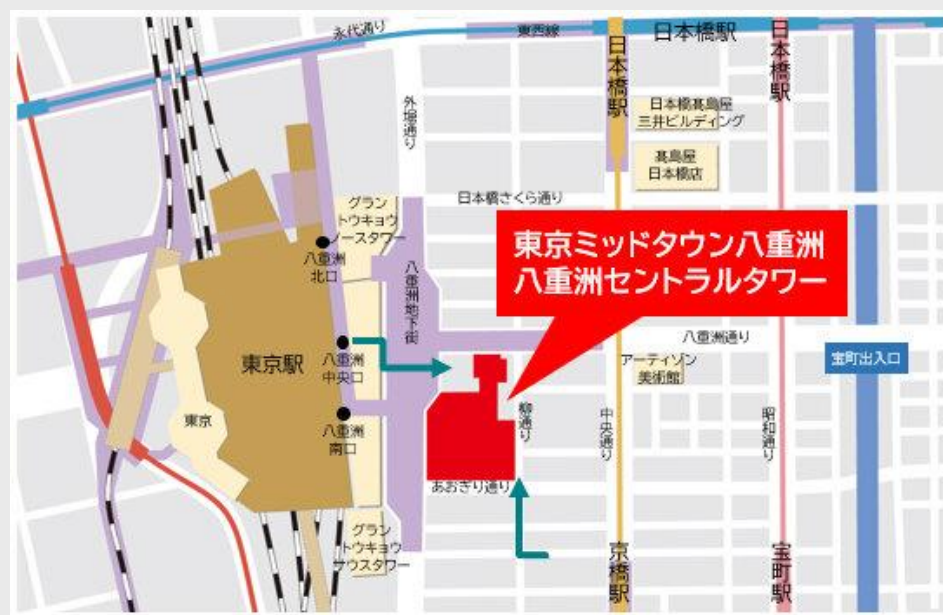 永代通り
東西線
日本橋駅
日本橋駅
日本橋駅
外堀通り
日本橋髙島屋
三井ビルディング
髙島屋
日本橋店
日本橋さくら通り
グラン
トウキョウ
ノースタワー
八重洲
北口
八重洲地下街
東京ミッドタウン八重洲
八重洲セントラルタワー
八重洲通り
宝町出入口
アーティゾン
美術館
東京駅
八重洲
中央口
東京
八重洲
南口
柳通り
中央通り
昭和通り
あおぎり通り
グラン
トウキョウ
サウスタワー
京橋駅
宝町駅